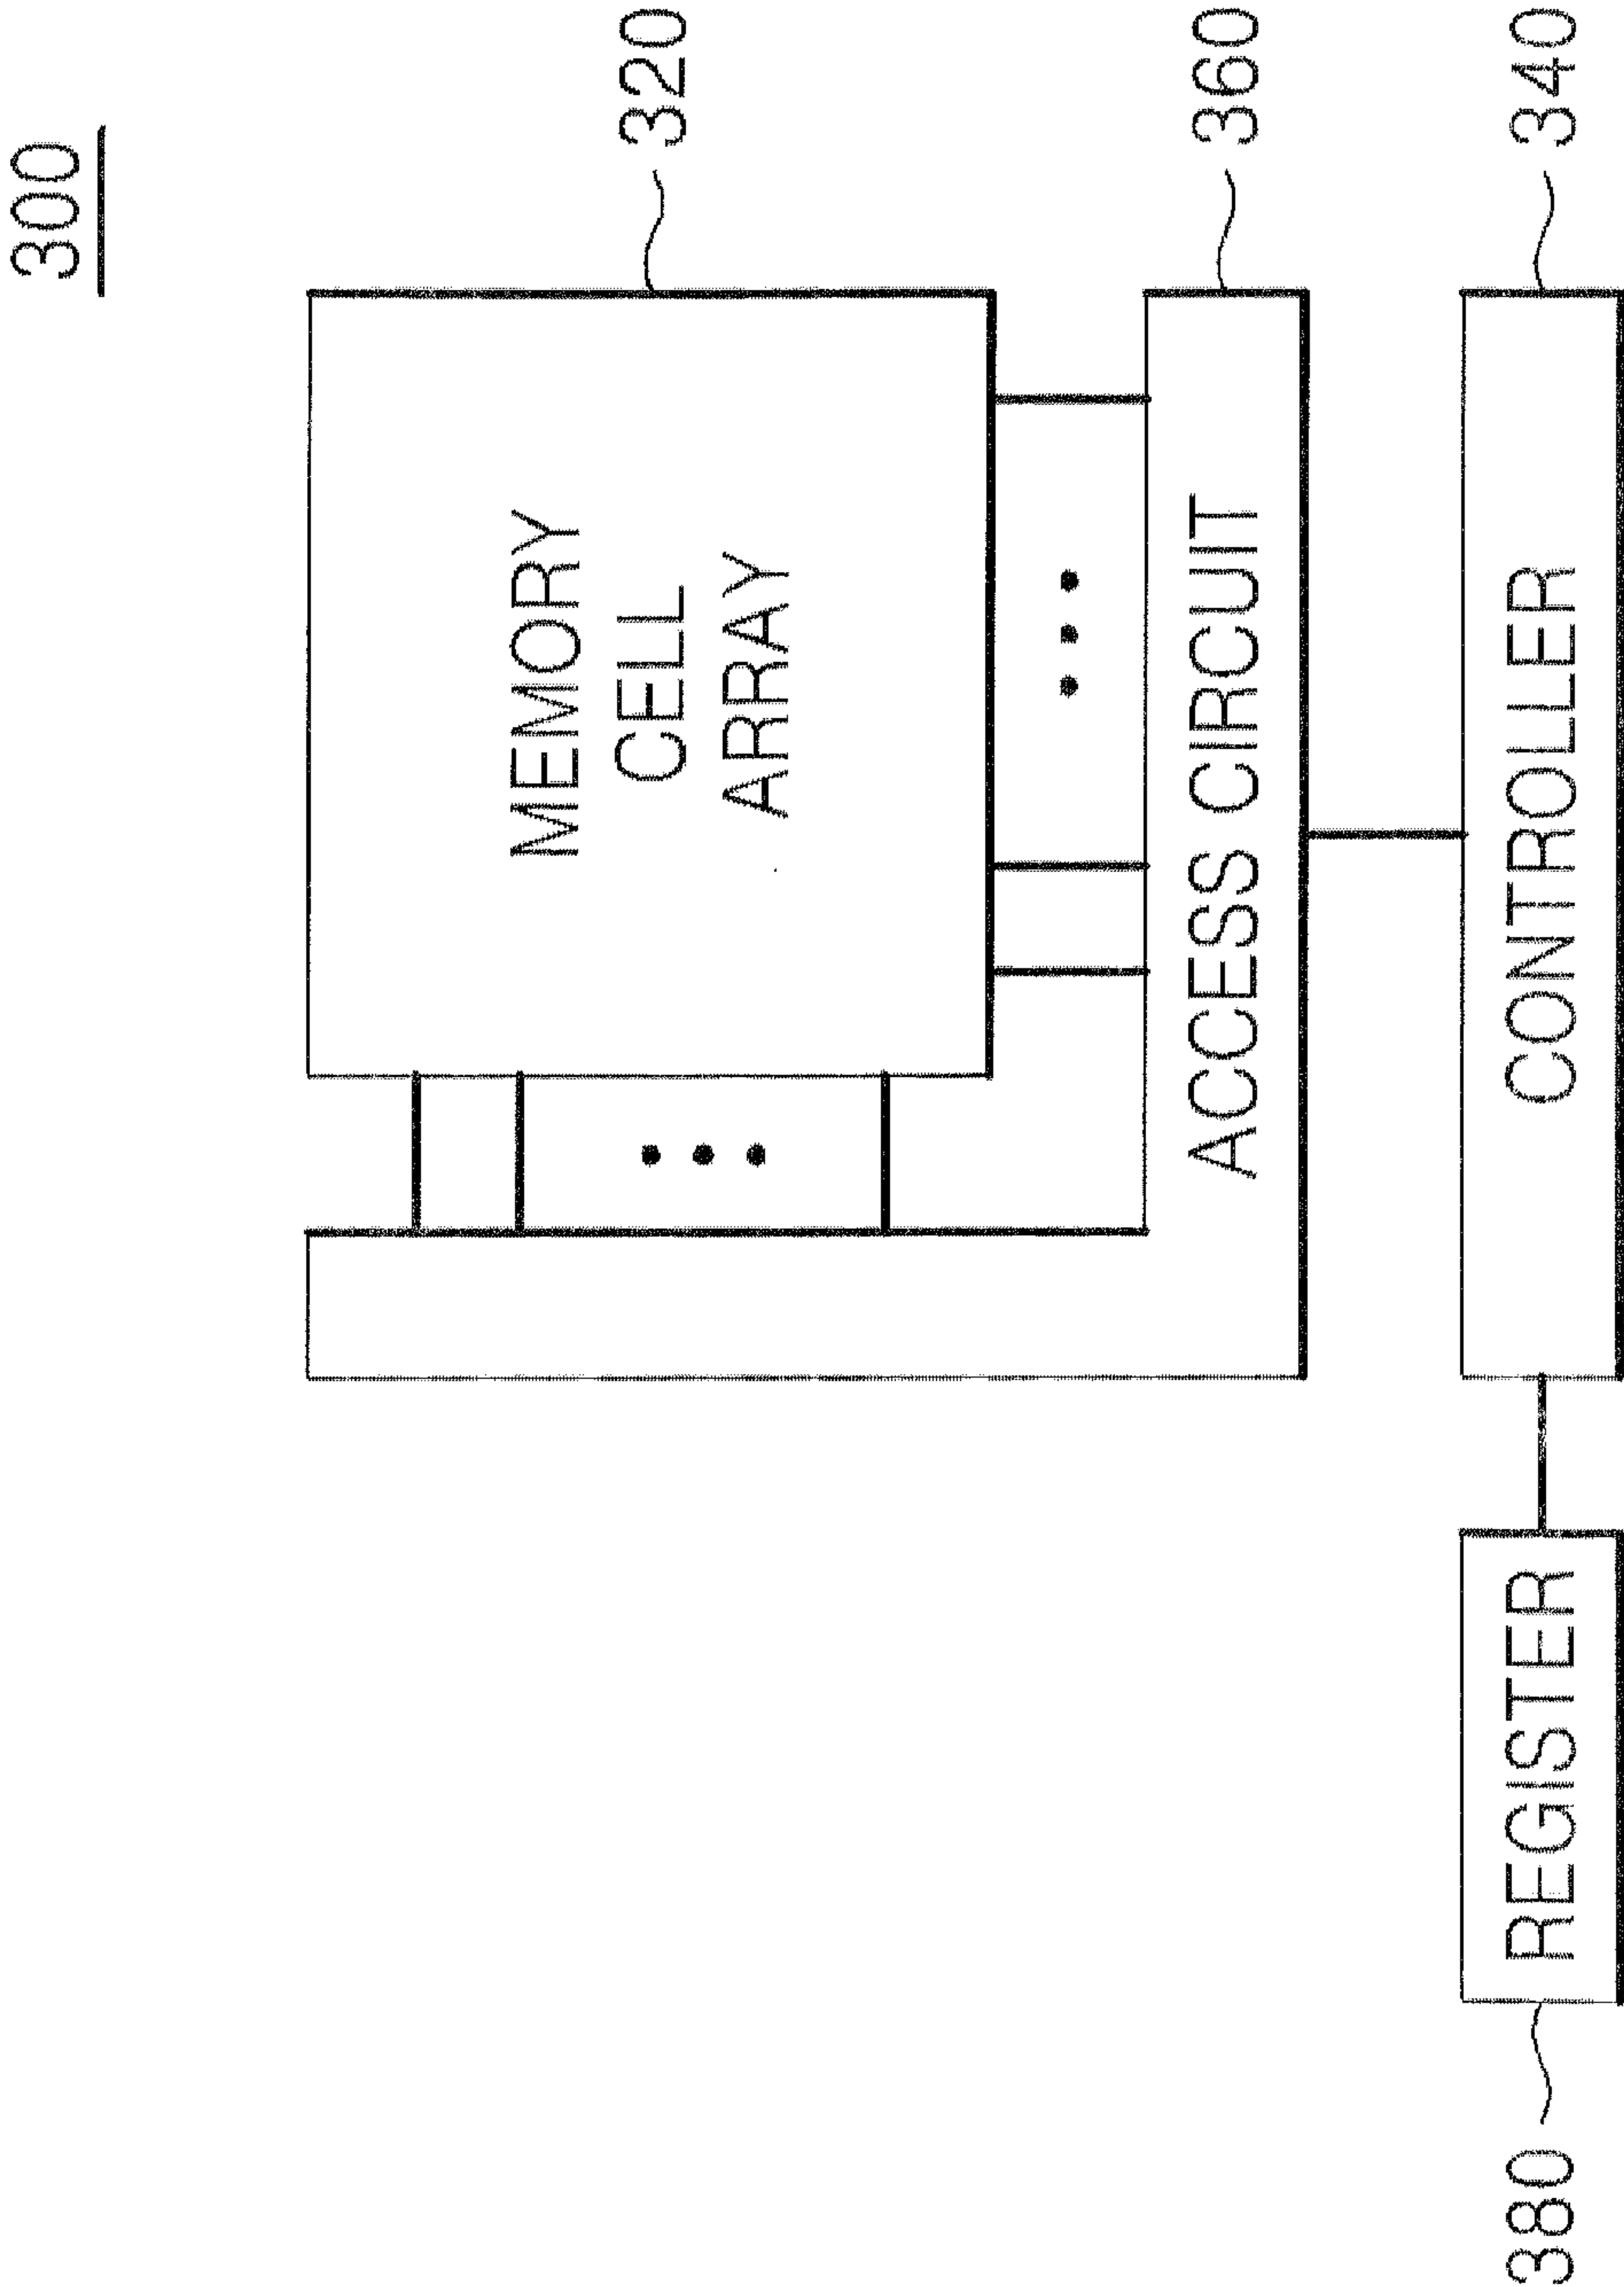 300
MEMORY
CELL
ARRAY
320
ACCESS CIRCUIT
360
CONTROLLER
340
REGISTER
380